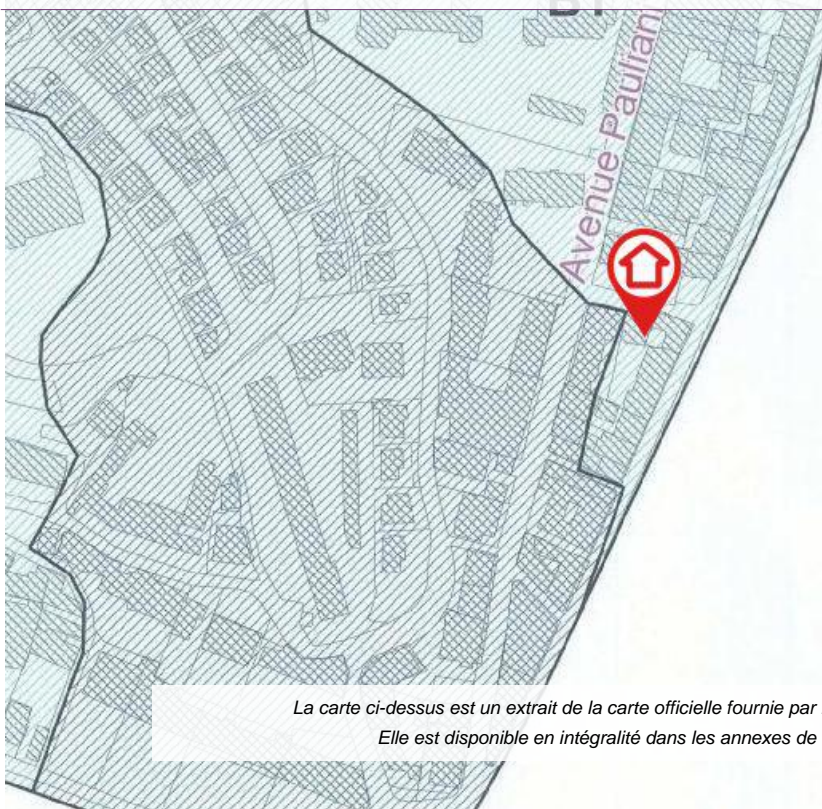 Avenue Paulian
La carte ci-dessus est un extrait de la carte officielle fournie par
Elle est disponible en intégralité dans les annexes de